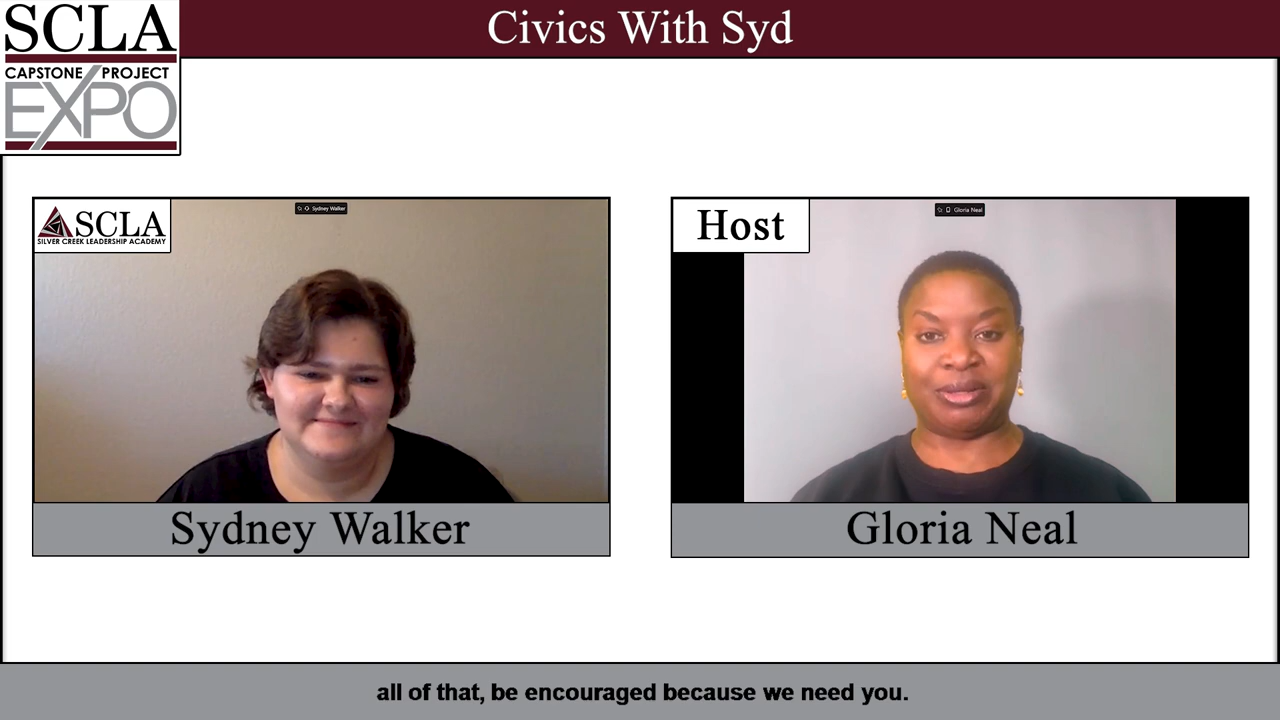 SCLA
CAPSTONE PROJECT
EXPO
Civics With Syd
SCLA
SILVER CREEK LEADERSHIP ACADEMY
Sydney Walker
Sydney Walker
Host
Gloria Neal
Gloria Neal
all of that, be encouraged because we need you.